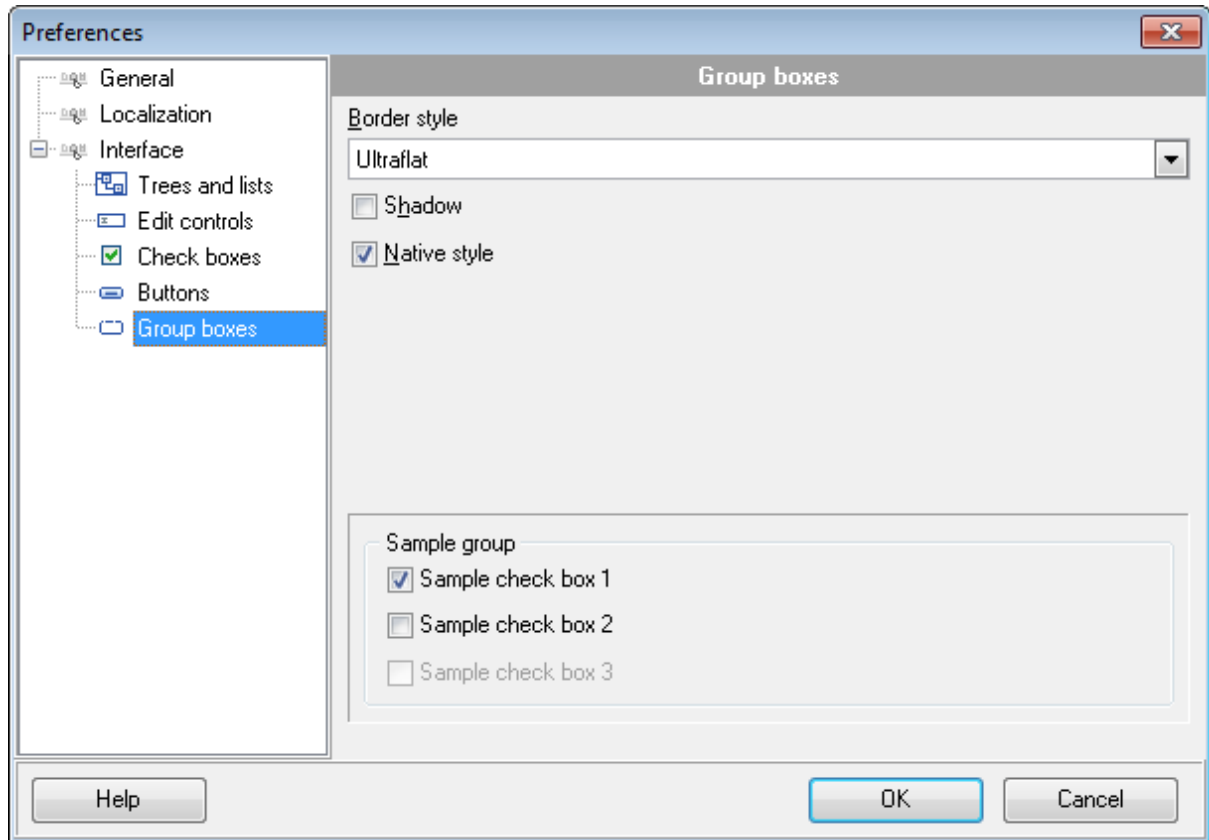 Preferences
General
Localization
Interface
Trees and lists
Edit controls
Check boxes
Buttons
Group boxes
Group boxes
Border style
Ultraflat
Shadow
Native style
Sample group
Sample check box 1
Sample check box 2
Sample check box 3
Help
OK
Cancel